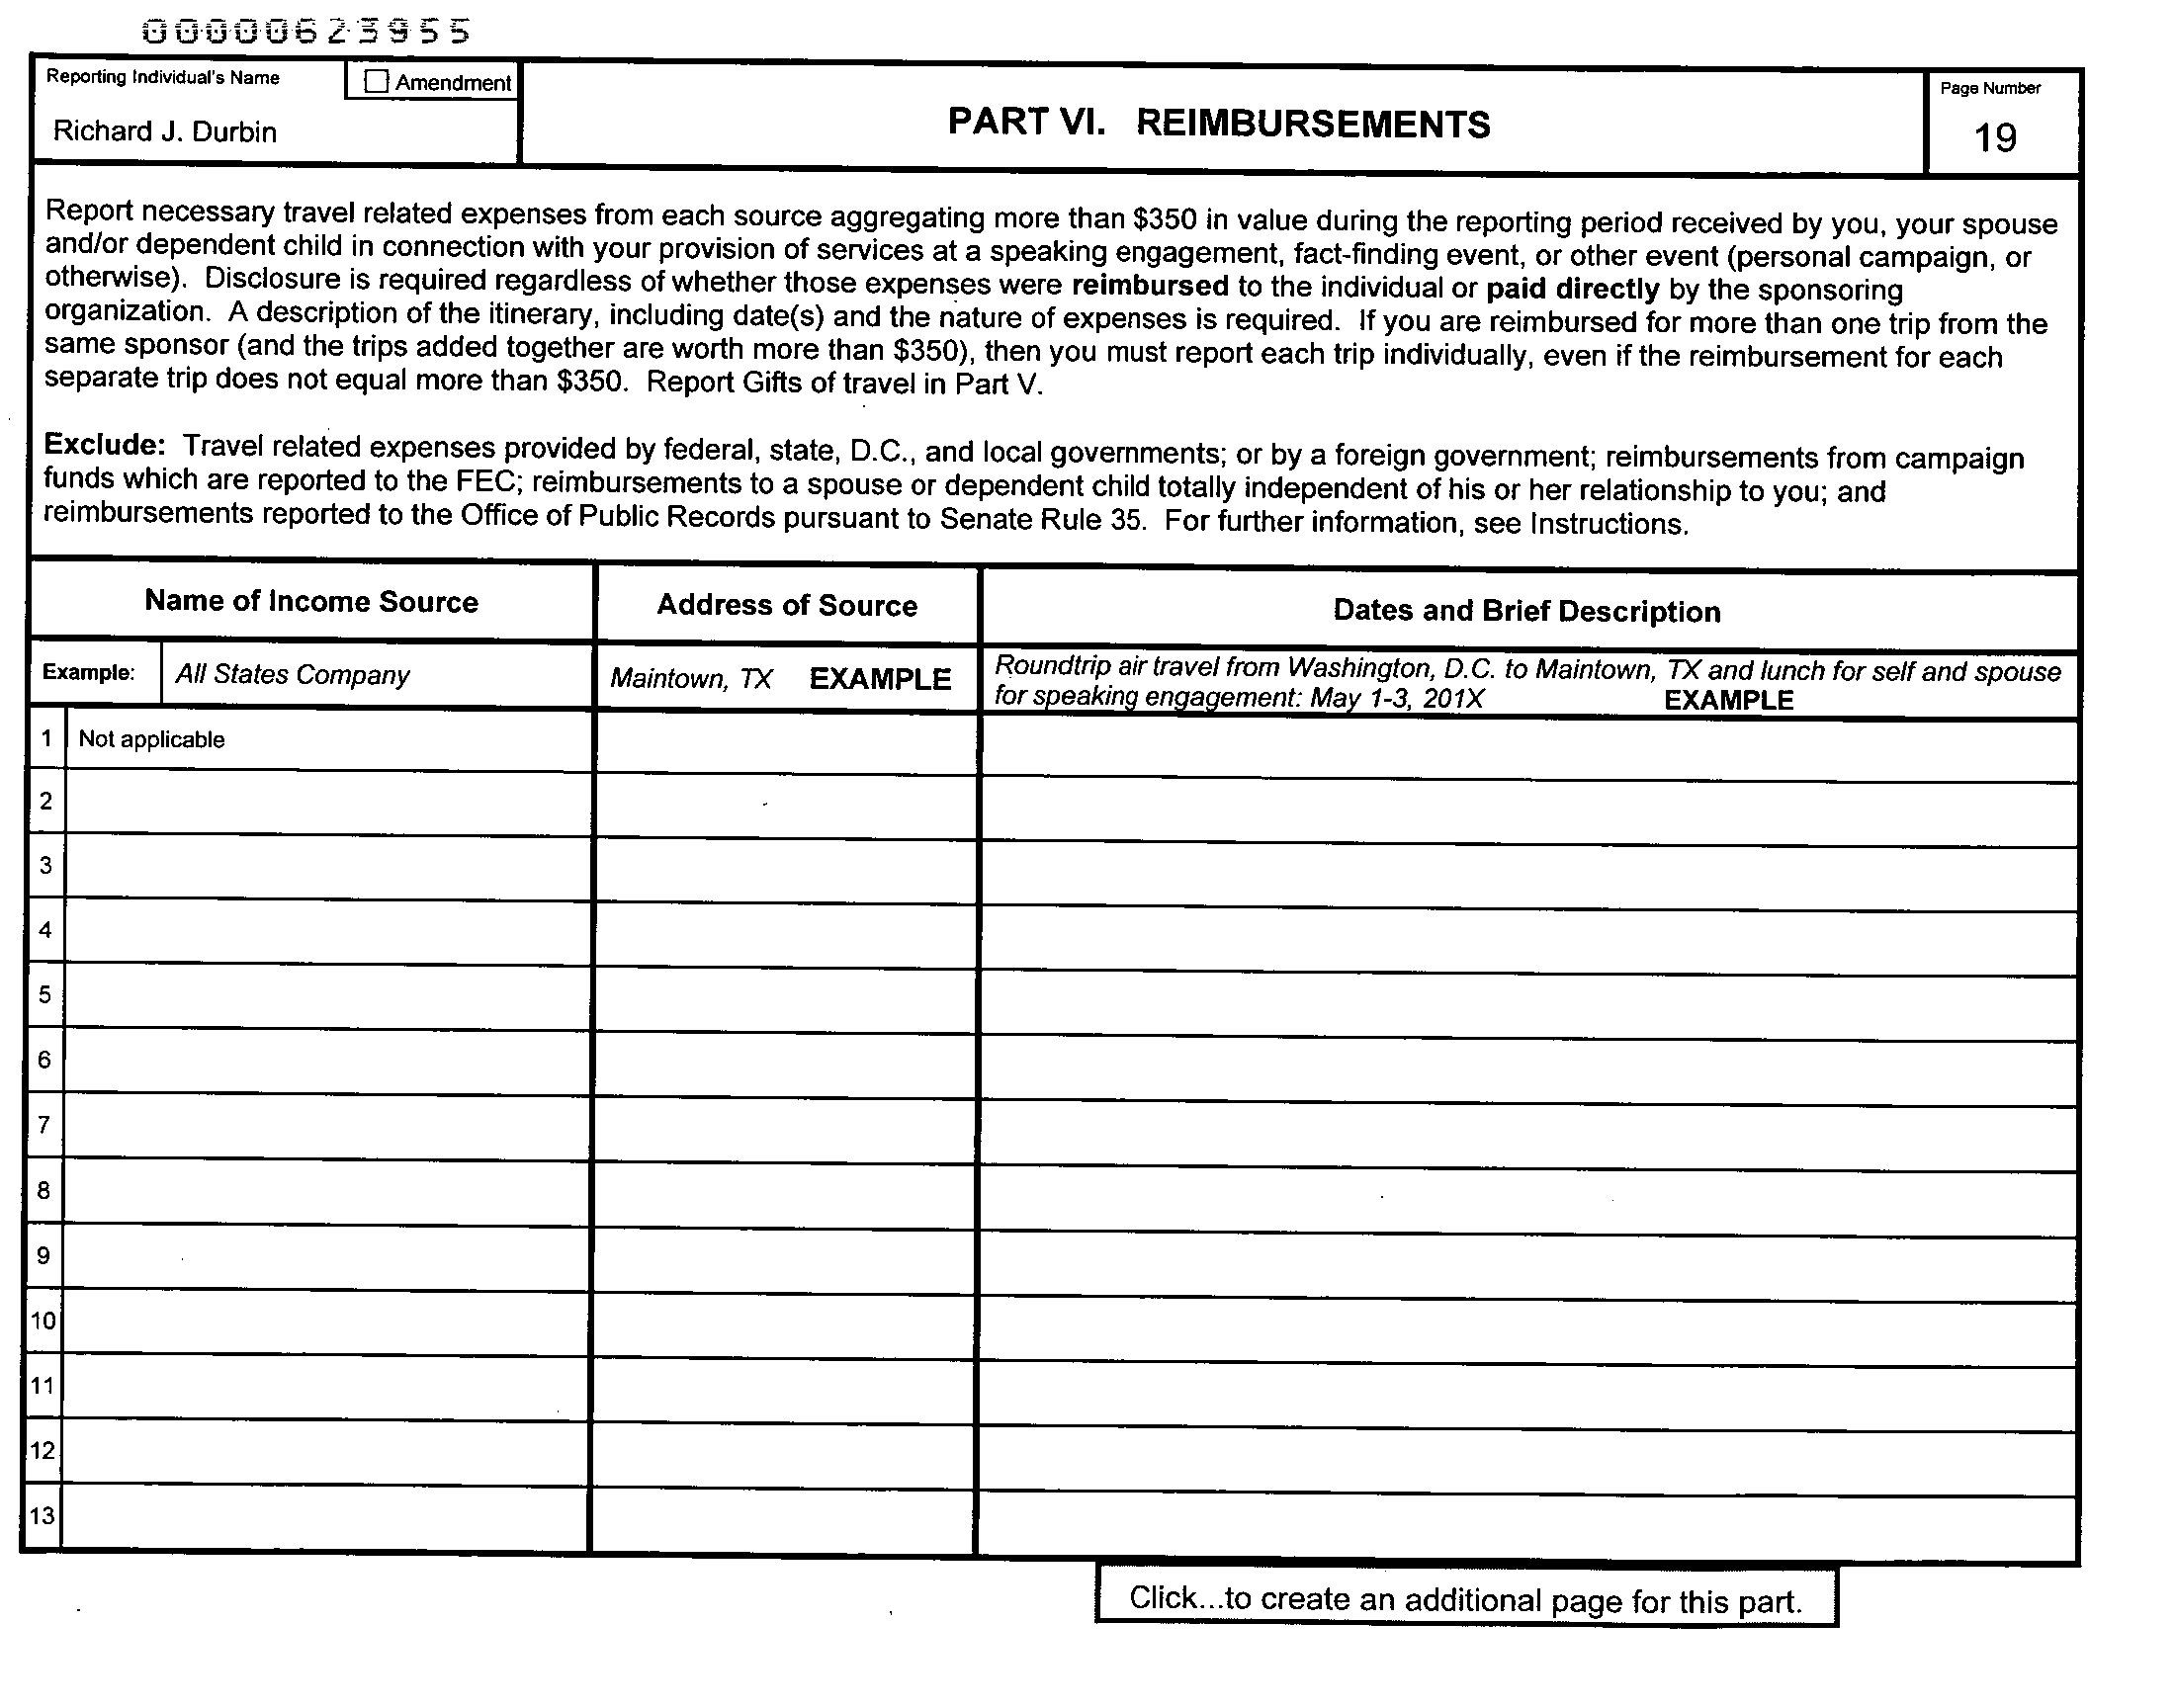 00000623955
Reporting Individual's Name
Amendment
Richard J. Durbin
PART VI. REIMBURSEMENTS
Page Number
19
Report necessary travel related expenses from each source aggregating more than $350 in value during the reporting period received by you, your spouse
and/or dependent child in connection with your provision of services at a speaking engagement, fact-finding event, or other event (personal campaign, or
otherwise). Disclosure is required regardless of whether those expenses were reimbursed to the individual or paid directly by the sponsoring
organization. A description of the itinerary, including date(s) and the nature of expenses is required. If you are reimbursed for more than one trip from the
same sponsor (and the trips added together are worth more than $350), then you must report each trip individually, even if the reimbursement for each
separate trip does not equal more than $350. Report Gifts of travel in Part V.
Exclude: Travel related expenses provided by federal, state, D.C., and local governments; or by a foreign government; reimbursements from campaign
funds which are reported to the FEC; reimbursements to a spouse or dependent child totally independent of his or her relationship to you; and
reimbursements reported to the Office of Public Records pursuant to Senate Rule 35. For further information, see Instructions.
Name of Income Source
Address of Source
Dates and Brief Description
Example:
All States Company
Maintown, TX EXAMPLE
Roundtrip air travel from Washington, D.C. to Maintown, TX and lunch for self and spouse
for speaking engagement: May 1-3, 201X EXAMPLE
1 Not applicable
2
3
4
5
6
7
8
9
10
11
12
13
Click...to create an additional page for this part.